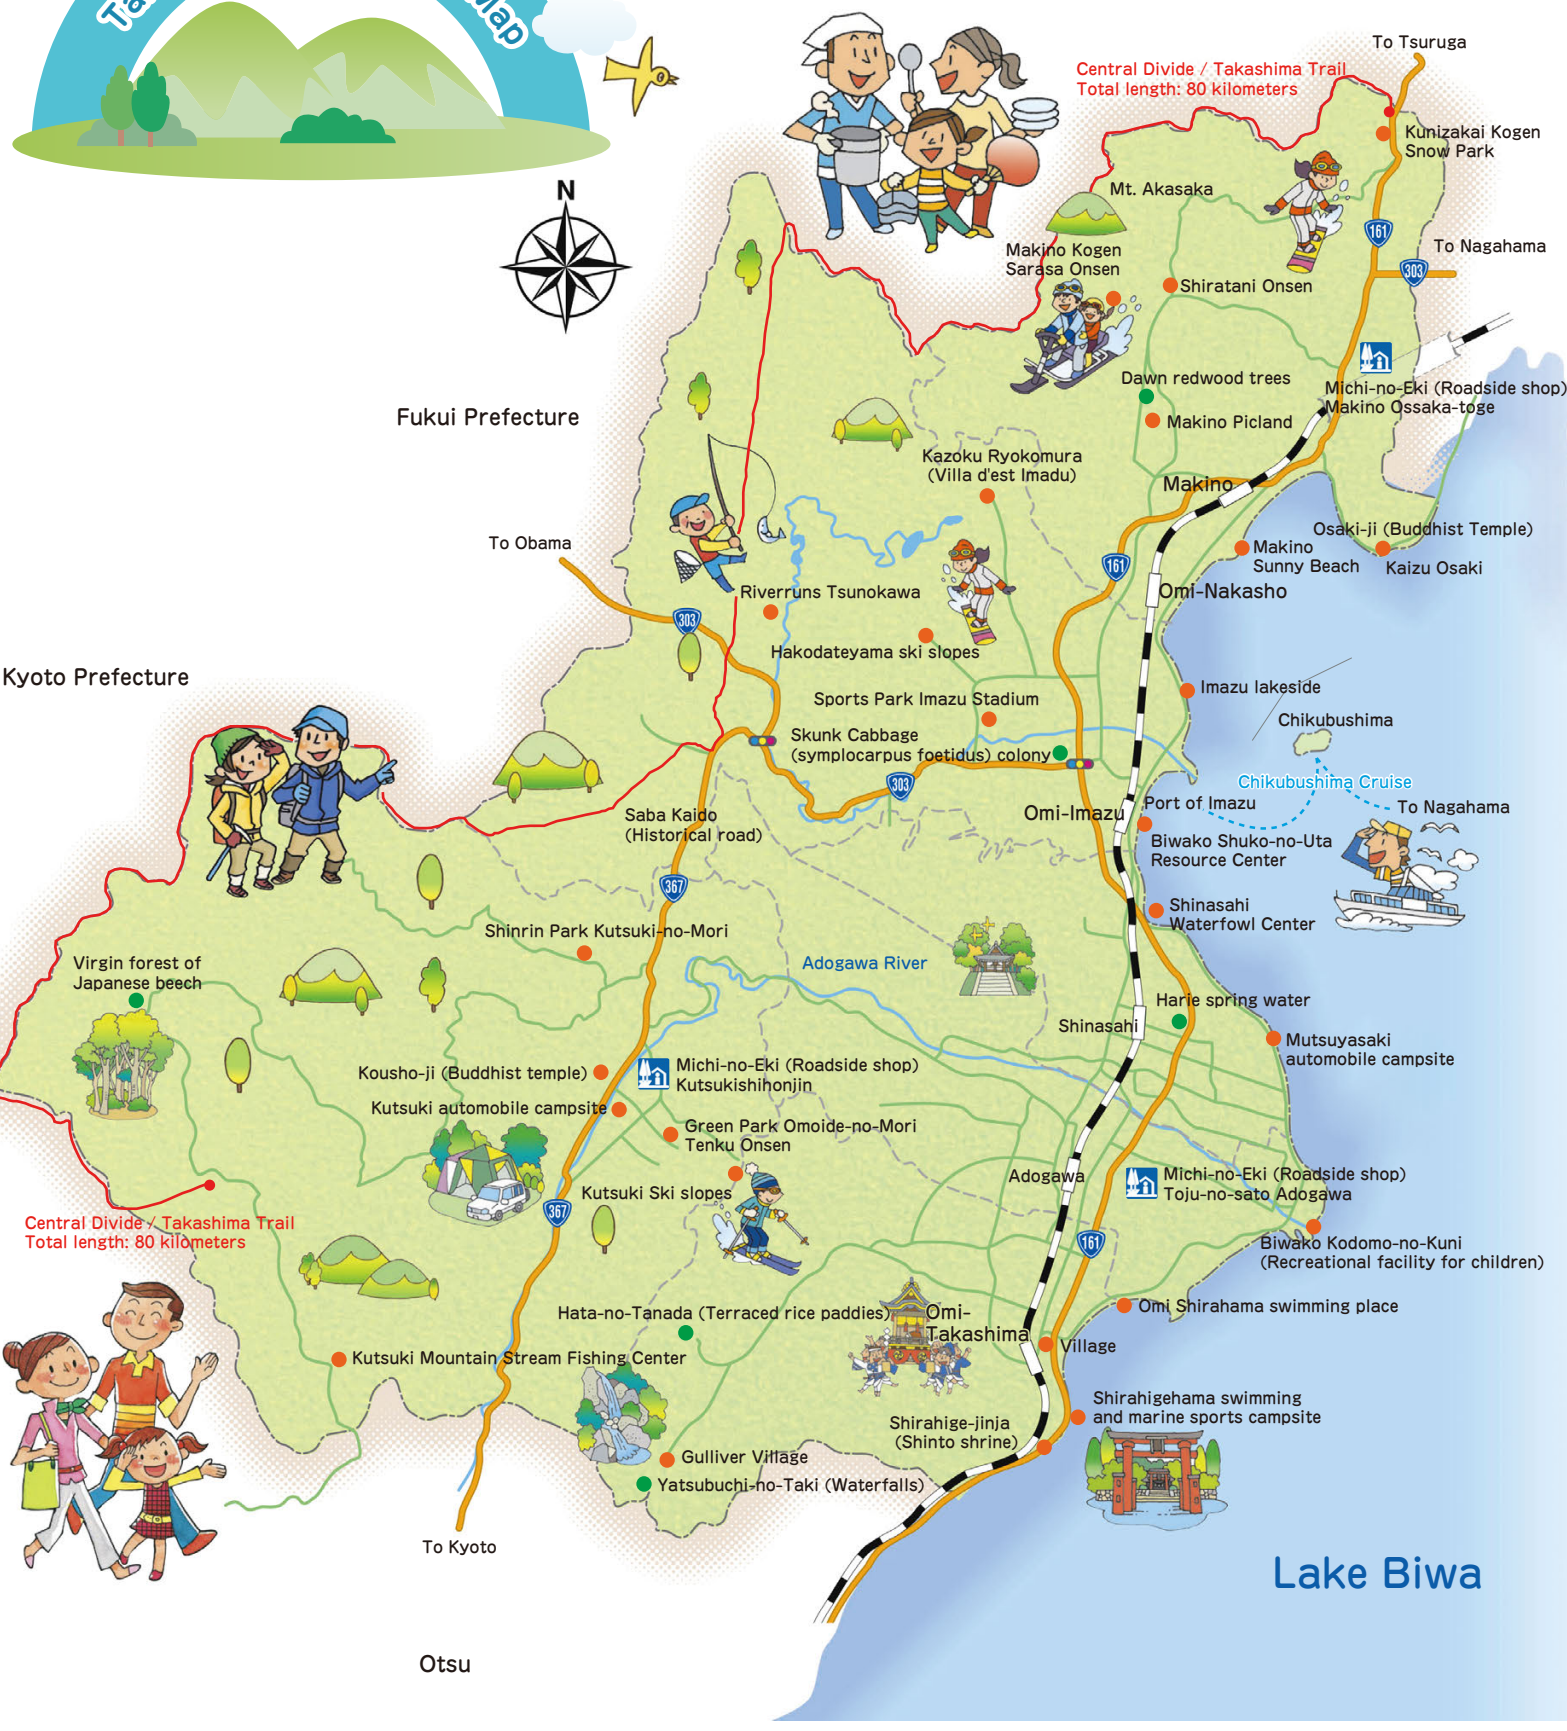 Map
To Tsuruga
Central Divide / Takashima Trail
Total length: 80 kilometers
Kunizakai Kogen
Snow Park
N
Mt. Akasaka
161
To Nagahama
303
Makino Kogen
Sarasa Onsen
Shiratani Onsen
Dawn redwood trees
Michi-no-Eki (Roadside shop)
Makino Ossaka-toge
Makino Picland
Fukui Prefecture
Kazoku Ryokomura
(Villa d'est Imadu)
Makino
Osaki-ji (Buddhist Temple)
To Obama
Makino
Sunny Beach
Kaizu Osaki
161
Omi-Nakasho
Riverruns Tsunokawa
303
Hakodateyama ski slopes
Kyoto Prefecture
Imazu lakeside
Sports Park Imazu Stadium
Chikubushima
Skunk Cabbage
(symplocarpus foetidus) colony
303
Chikubushima Cruise
Port of Imazu
To Nagahama
Omi-Imazu
Saba Kaido
(Historical road)
Biwako Shuko-no-Uta
Resource Center
367
Shinasahi
Waterfowl Center
Shinrin Park Kutsuki-no-Mori
Adogawa River
Virgin forest of
Japanese beech
Harie spring water
Shinasahi
Mutsuyasaki
automobile campsite
Kousho-ji (Buddhist temple)
Michi-no-Eki (Roadside shop)
Kutsukishihonjin
Kutsuki automobile campsite
Green Park Omoide-no-Mori
Tenku Onsen
Adogawa
Michi-no-Eki (Roadside shop)
Toju-no-sato Adogawa
Kutsuki Ski slopes
367
Central Divide / Takashima Trail
Total length: 80 kilometers
161
Biwako Kodomo-no-Kuni
(Recreational facility for children)
Hata-no-Tanada (Terraced rice paddies)
Omi-
Takashima
Omi Shirahama swimming place
Village
Kutsuki Mountain Stream Fishing Center
Shirahigehama swimming
and marine sports campsite
Shirahige-jinja
(Shinto shrine)
Gulliver Village
Yatsubuchi-no-Taki (Waterfalls)
To Kyoto
Lake Biwa
Otsu